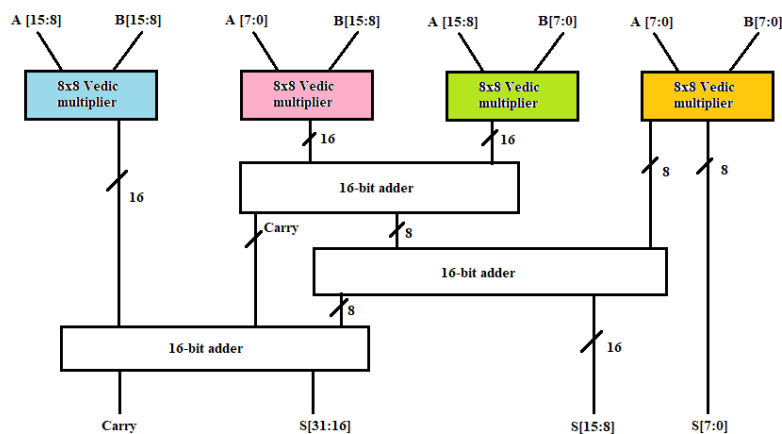 A [15:8] B[15:8] A [7:0] B[15:8] A [15:8] B[7:0] A [7:0] B[7:0]
8x8 Vedic
multiplier
8x8 Vedic
multiplier
8x8 Vedic
multiplier
8x8 Vedic
multiplier
16 16
16 8 8
16-bit adder
Carry 8
16-bit adder
8
16-bit adder 16
Carry S[31:16] S[15:8] S[7:0]